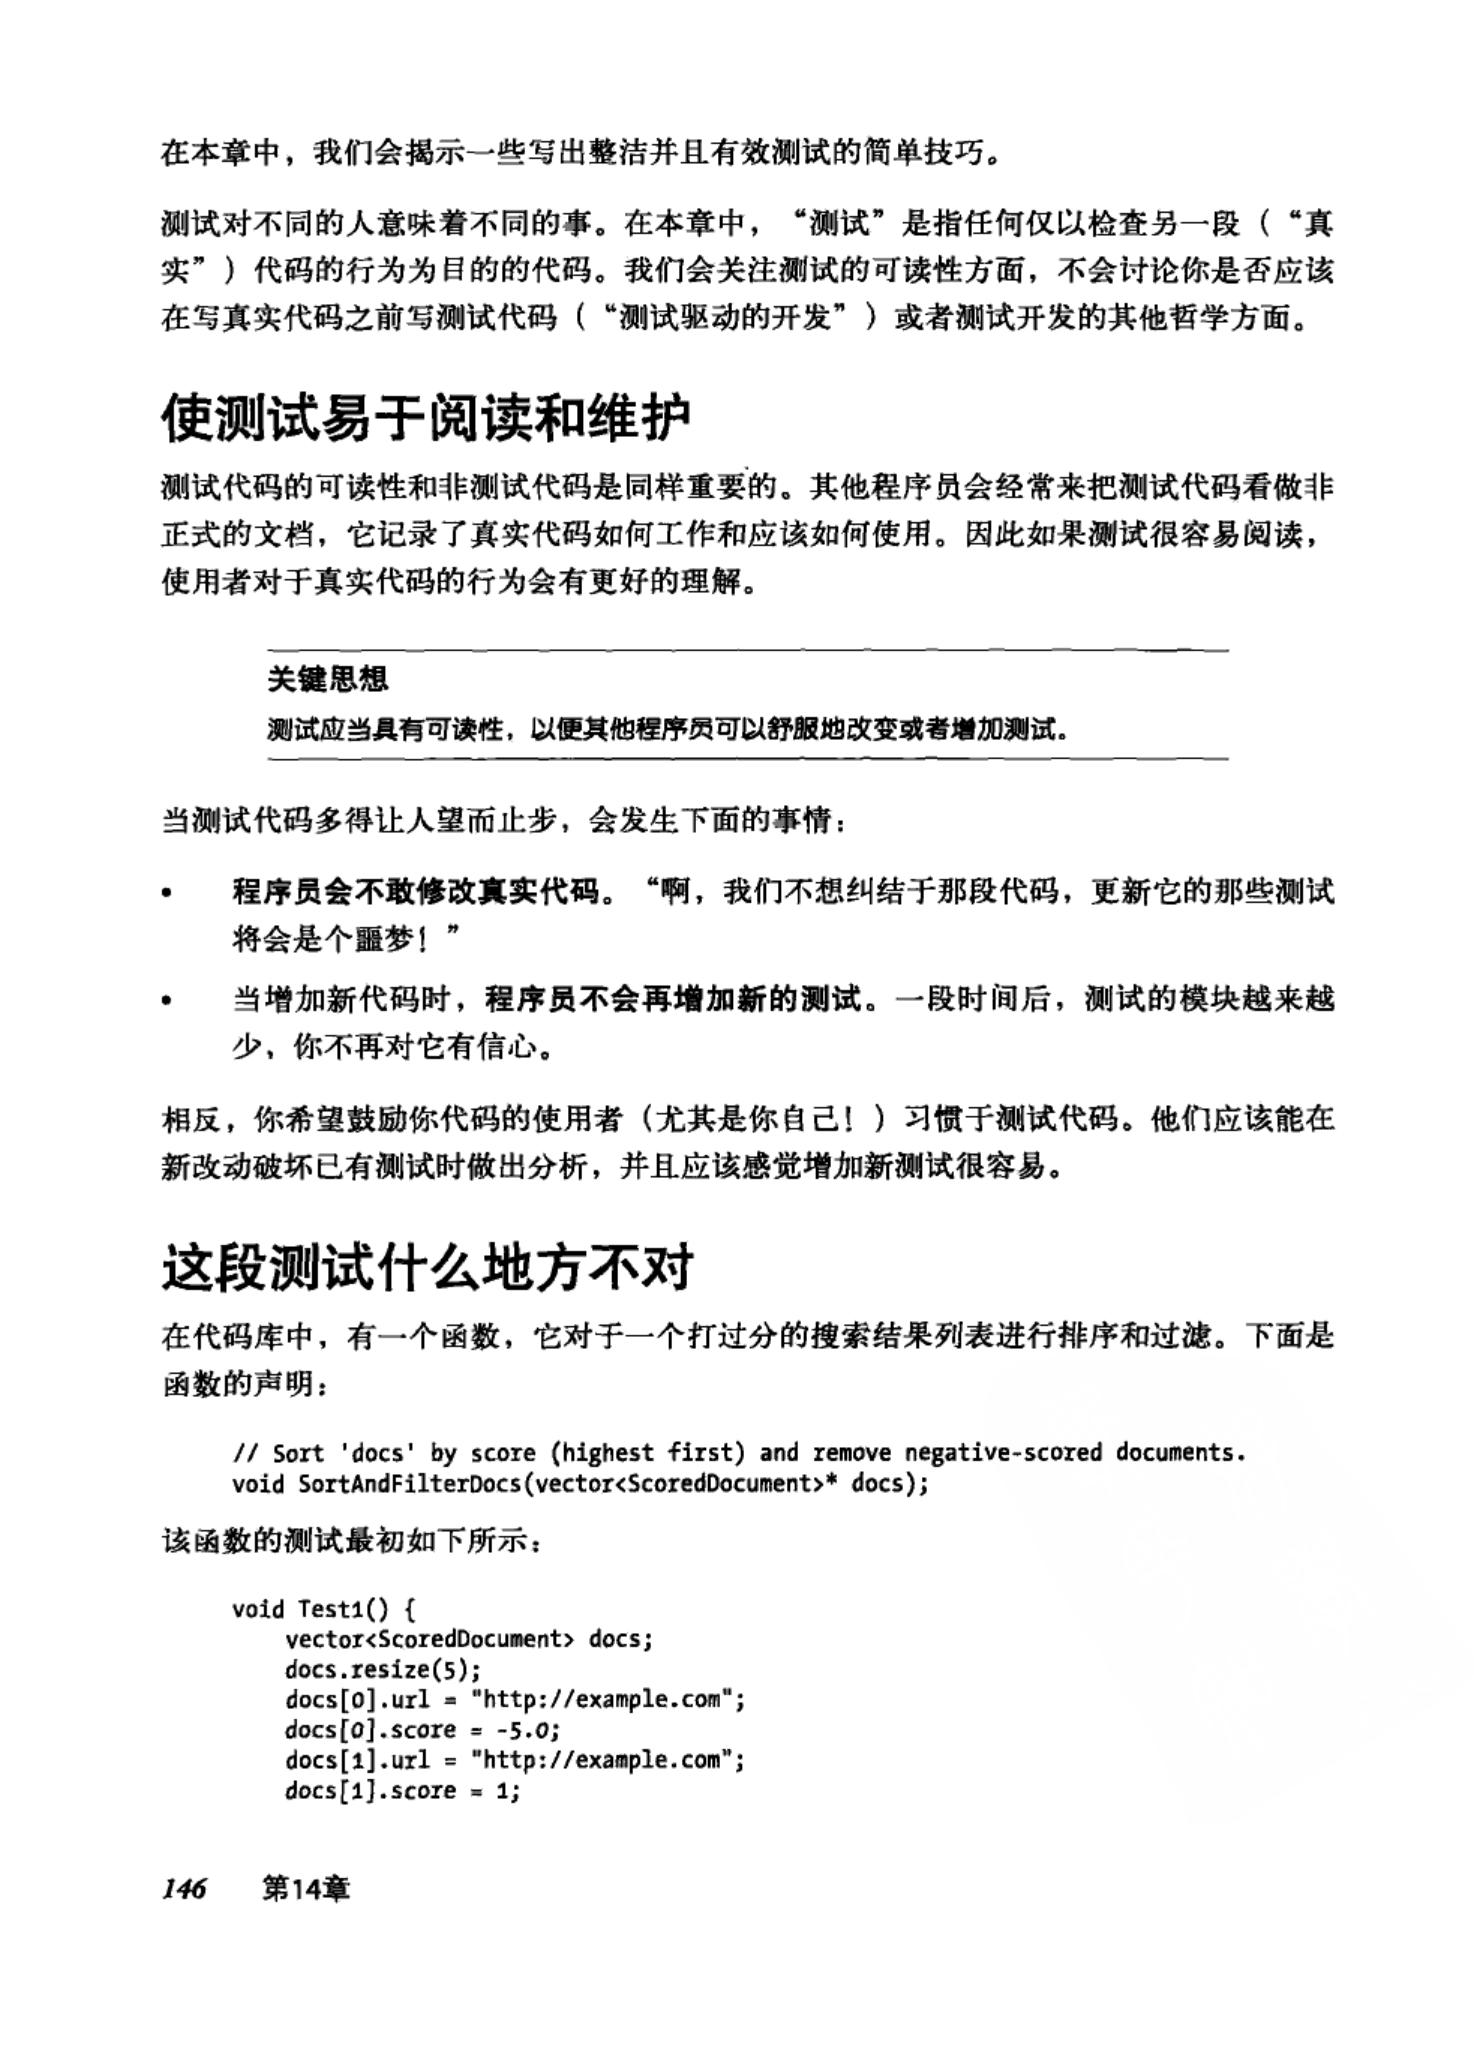 在本章中，我们会揭示一些写出整洁并且有效测试的简单技巧。
测试对不同的人意味着不同的事。在本章中，“测试”是指任何仅以检查另一段（“真
实”）代码的行为为目的的代码。我们会关注测试的可读性方面，不会讨论你是否应该
在写真实代码之前写测试代码（“测试驱动的开发”）或者测试开发的其他哲学方面。
使测试易于阅读和维护
测试代码的可读性和非测试代码是同样重要的。其他程序员会经常来把测试代码看做非
正式的文档，它记录了真实代码如何工作和应该如何使用。因此如果测试很容易阅读，
使用者对于真实代码的行为会有更好的理解。
关键思想
测试应当具有可读性，以便其他程序员可以舒服地改变或者增加测试。
当测试代码多得让人望而止步，会发生下面的事情：
• 程序员会不敢修改真实代码。“啊，我们不想纠结于那段代码，更新它的那些测试
将会是个噩梦！”
• 当增加新代码时，程序员不会再增加新的测试。一段时间后，测试的模块越来越
少，你不再对它有信心。
相反，你希望鼓励你代码的使用者（尤其是你自己！）习惯于测试代码。他们应该能在
新改动破坏已有测试时做出分析，并且应该感觉增加新测试很容易。
这段测试什么地方不对
在代码库中，有一个函数，它对于一个打过分的搜索结果列表进行排序和过滤。下面是
函数的声明：
// Sort 'docs' by score (highest first) and remove negative-scored documents.
void SortAndFilterDocs(vector<ScoredDocument>* docs);
该函数的测试最初如下所示：
void Test1() {
vector<ScoredDocument> docs;
docs.resize(5);
docs[0].url = "http://example.com";
docs[0].score = -5.0;
docs[1].url = "http://example.com";
docs[1].score = 1;
146 第14章